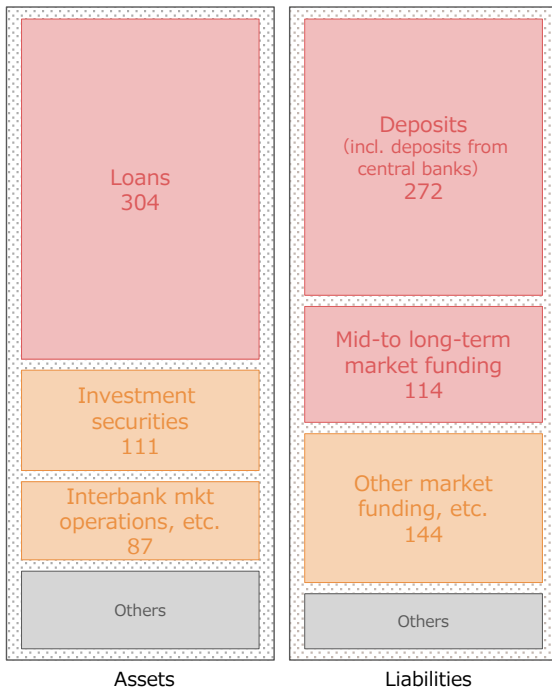 Loans
304
Investment
securities
111
Interbank mkt
operations, etc.
87
Others
Assets
Deposits
(incl. deposits from
central banks)
272
Mid-to long-term
market funding
114
Other market
funding, etc.
144
Others
Liabilities